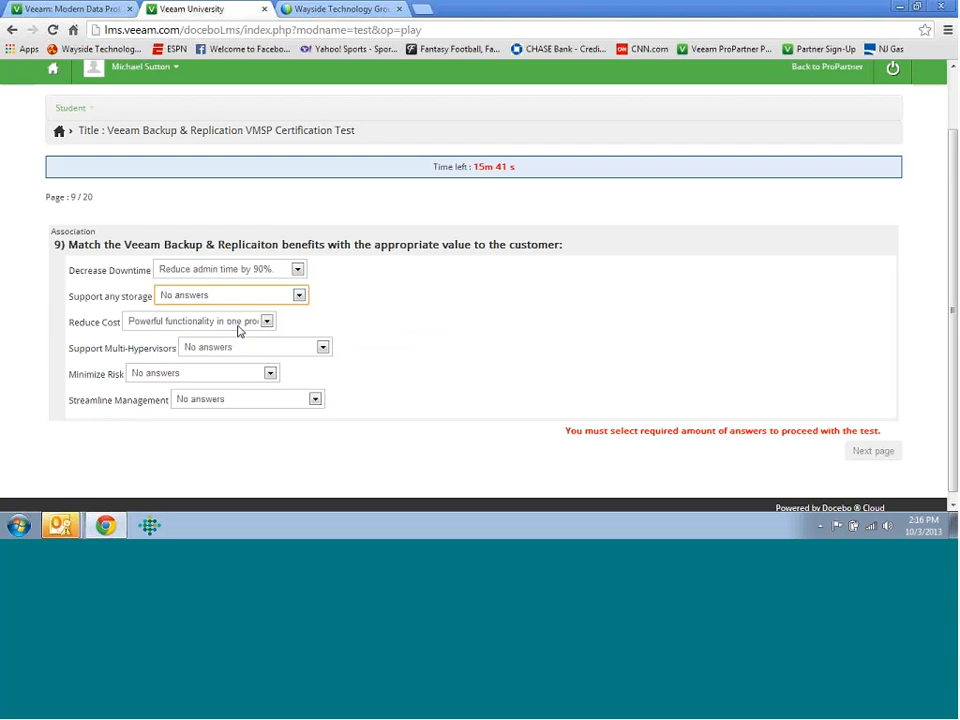 Veeam: Modern Data Prot
Veeam University
Wayside Technology Gro
lms.veeam.com/doceboLms/index.php?modname=test&op=play
Apps Wayside Technolog... ESPN Welcome to Facebo... Yahoo! Sports - Spor... Fantasy Football, Fa... CHASE Bank - Credi... CNN.com Veeam ProPartner P... Partner Sign-Up NJ Gas
Michael Sutton Back to ProPartner
Student
Title : Veeam Backup & Replication VMSP Certification Test
Time left : 15m 41 s
Page : 9 / 20
Association
9) Match the Veeam Backup & Replicaiton benefits with the appropriate value to the customer:
Decrease Downtime Reduce admin time by 90%.
Support any storage No answers
Reduce Cost Powerful functionality in one pro
Support Multi-Hypervisors No answers
Minimize Risk No answers
Streamline Management No answers
You must select required amount of answers to proceed with the test.
Next page
Powered by Docebo ® Cloud
2:16 PM
10/3/2013